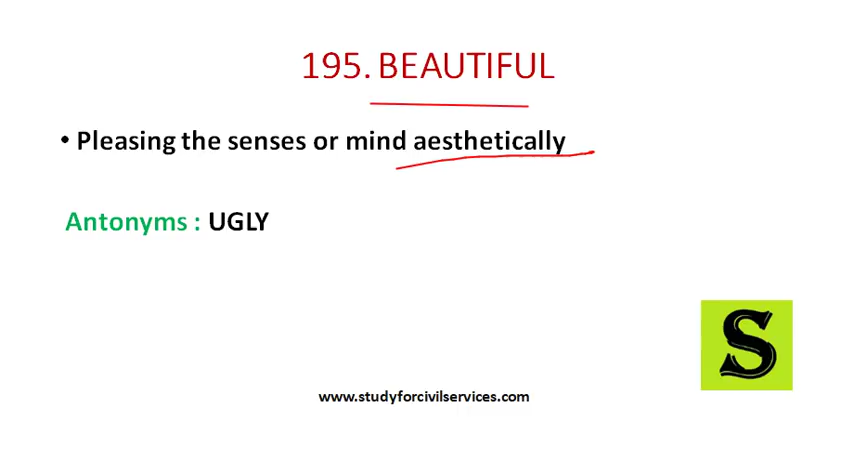 195. BEAUTIFUL
• Pleasing the senses or mind aesthetically
Antonyms : UGLY
S
www.studyforcivilservices.com